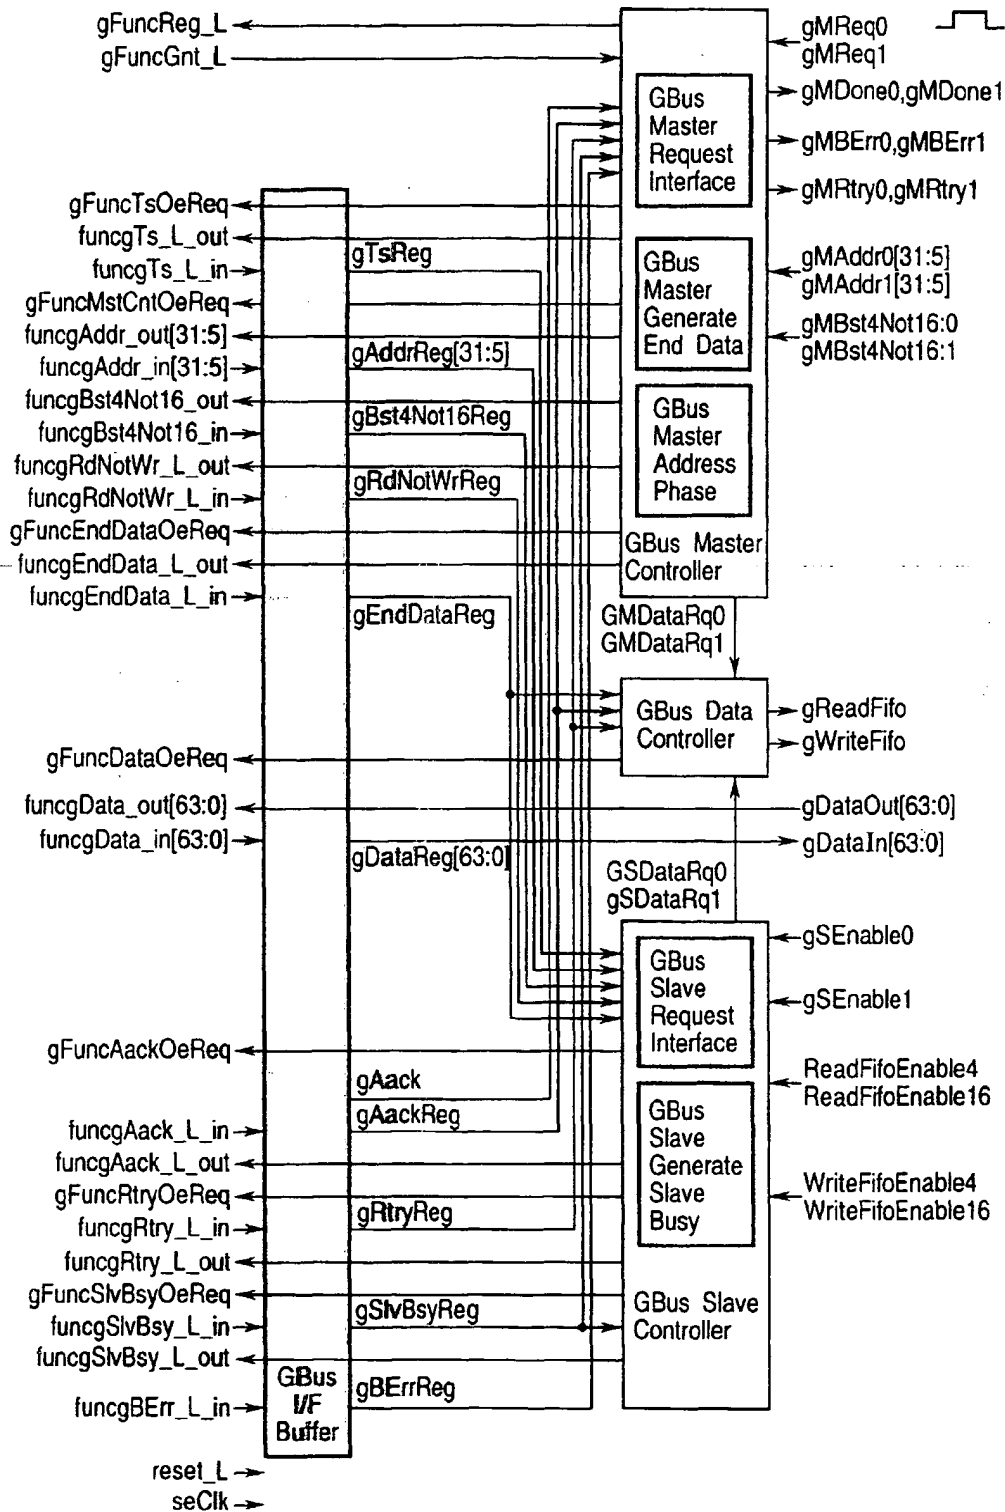 gFuncReg_L
gFuncGnt_L
gMReq0
gMReq1
gMDone0,gMDone1
gMBErr0,gMBErr1
gMRtry0,gMRtry1
GBus
Master
Request
Interface
gFuncTsOeReq
funcgTs_L_out
funcgTs_L_in
gFuncMstCntOeReq
funcgAddr_out[31:5]
funcgAddr_in[31:5]
funcgBst4Not16_out
funcgBst4Not16_in
funcgRdNotWr_L_out
funcgRdNotWr_L_in
gFuncEndDataOeReq
funcgEndData_L_out
funcgEndData_L_in
gTsReg
gAddrReg[31:5]
gBst4Not16Reg
gRdNotWrReg
gEndDataReg
GBus
Master
Generate
End Data
GBus
Master
Address
Phase
GBus Master
Controller
gMAddr0[31:5]
gMAddr1[31:5]
gMBst4Not16:0
gMBst4Not16:1
GMDataRq0
GMDataRq1
GBus Data
Controller
gReadFifo
gWriteFifo
gFuncDataOeReq
funcgData_out[63:0]
funcgData_in[63:0]
gDataReg[63:0]
gDataOut[63:0]
gDataIn[63:0]
GSDataRq0
gSDataRq1
GBus
Slave
Request
Interface
gSEnable0
gSEnable1
ReadFifoEnable4
ReadFifoEnable16
WriteFifoEnable4
WriteFifoEnable16
GBus
Slave
Generate
Slave
Busy
GBus Slave
Controller
gFuncAackOeReq
gAack
gAackReg
funcgAack_L_in
funcgAack_L_out
gFuncRtryOeReq
funcgRtry_L_in
gRtryReg
funcgRtry_L_out
gFuncSlvBsyOeReq
funcgSlvBsy_L_in
gSlvBsyReg
funcgSlvBsy_L_out
funcgBErr_L_in
gBErrReg
GBus
I/F
Buffer
reset_L
seClk